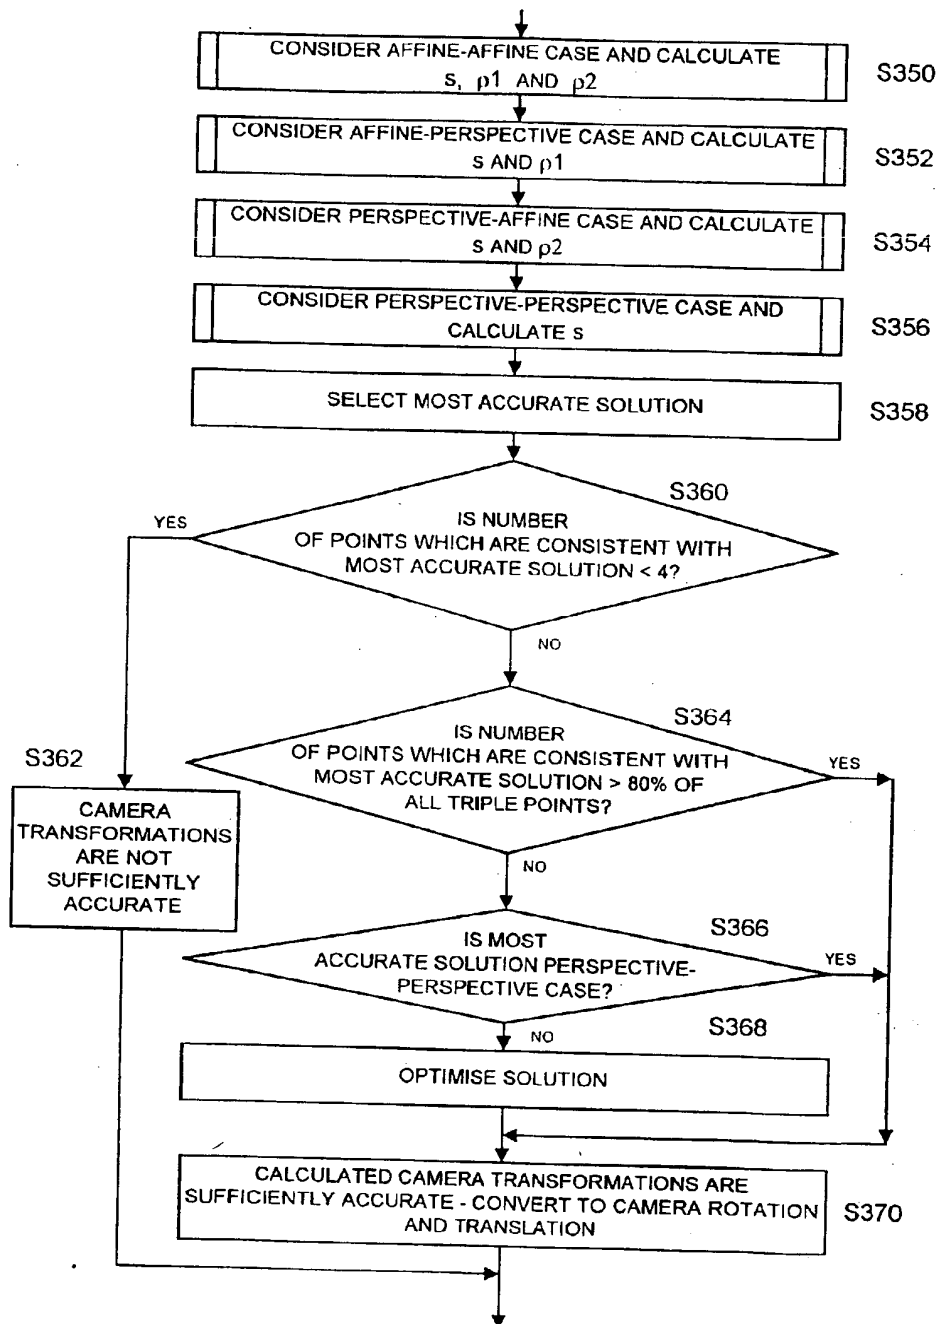 CONSIDER AFFINE-AFFINE CASE AND CALCULATE
s, ρ1 AND ρ2
S350
CONSIDER AFFINE-PERSPECTIVE CASE AND CALCULATE
s AND ρ1
S352
CONSIDER PERSPECTIVE-AFFINE CASE AND CALCULATE
s AND ρ2
S354
CONSIDER PERSPECTIVE-PERSPECTIVE CASE AND
CALCULATE s
S356
SELECT MOST ACCURATE SOLUTION
S358
S360
YES
IS NUMBER
OF POINTS WHICH ARE CONSISTENT WITH
MOST ACCURATE SOLUTION < 4?
NO
S364
IS NUMBER
OF POINTS WHICH ARE CONSISTENT WITH
MOST ACCURATE SOLUTION > 80% OF
ALL TRIPLE POINTS?
YES
S362
CAMERA
TRANSFORMATIONS
ARE NOT
SUFFICIENTLY
ACCURATE
NO
S366
IS MOST
ACCURATE SOLUTION PERSPECTIVE-
PERSPECTIVE CASE?
YES
NO
S368
OPTIMISE SOLUTION
CALCULATED CAMERA TRANSFORMATIONS ARE
SUFFICIENTLY ACCURATE - CONVERT TO CAMERA ROTATION
AND TRANSLATION
S370